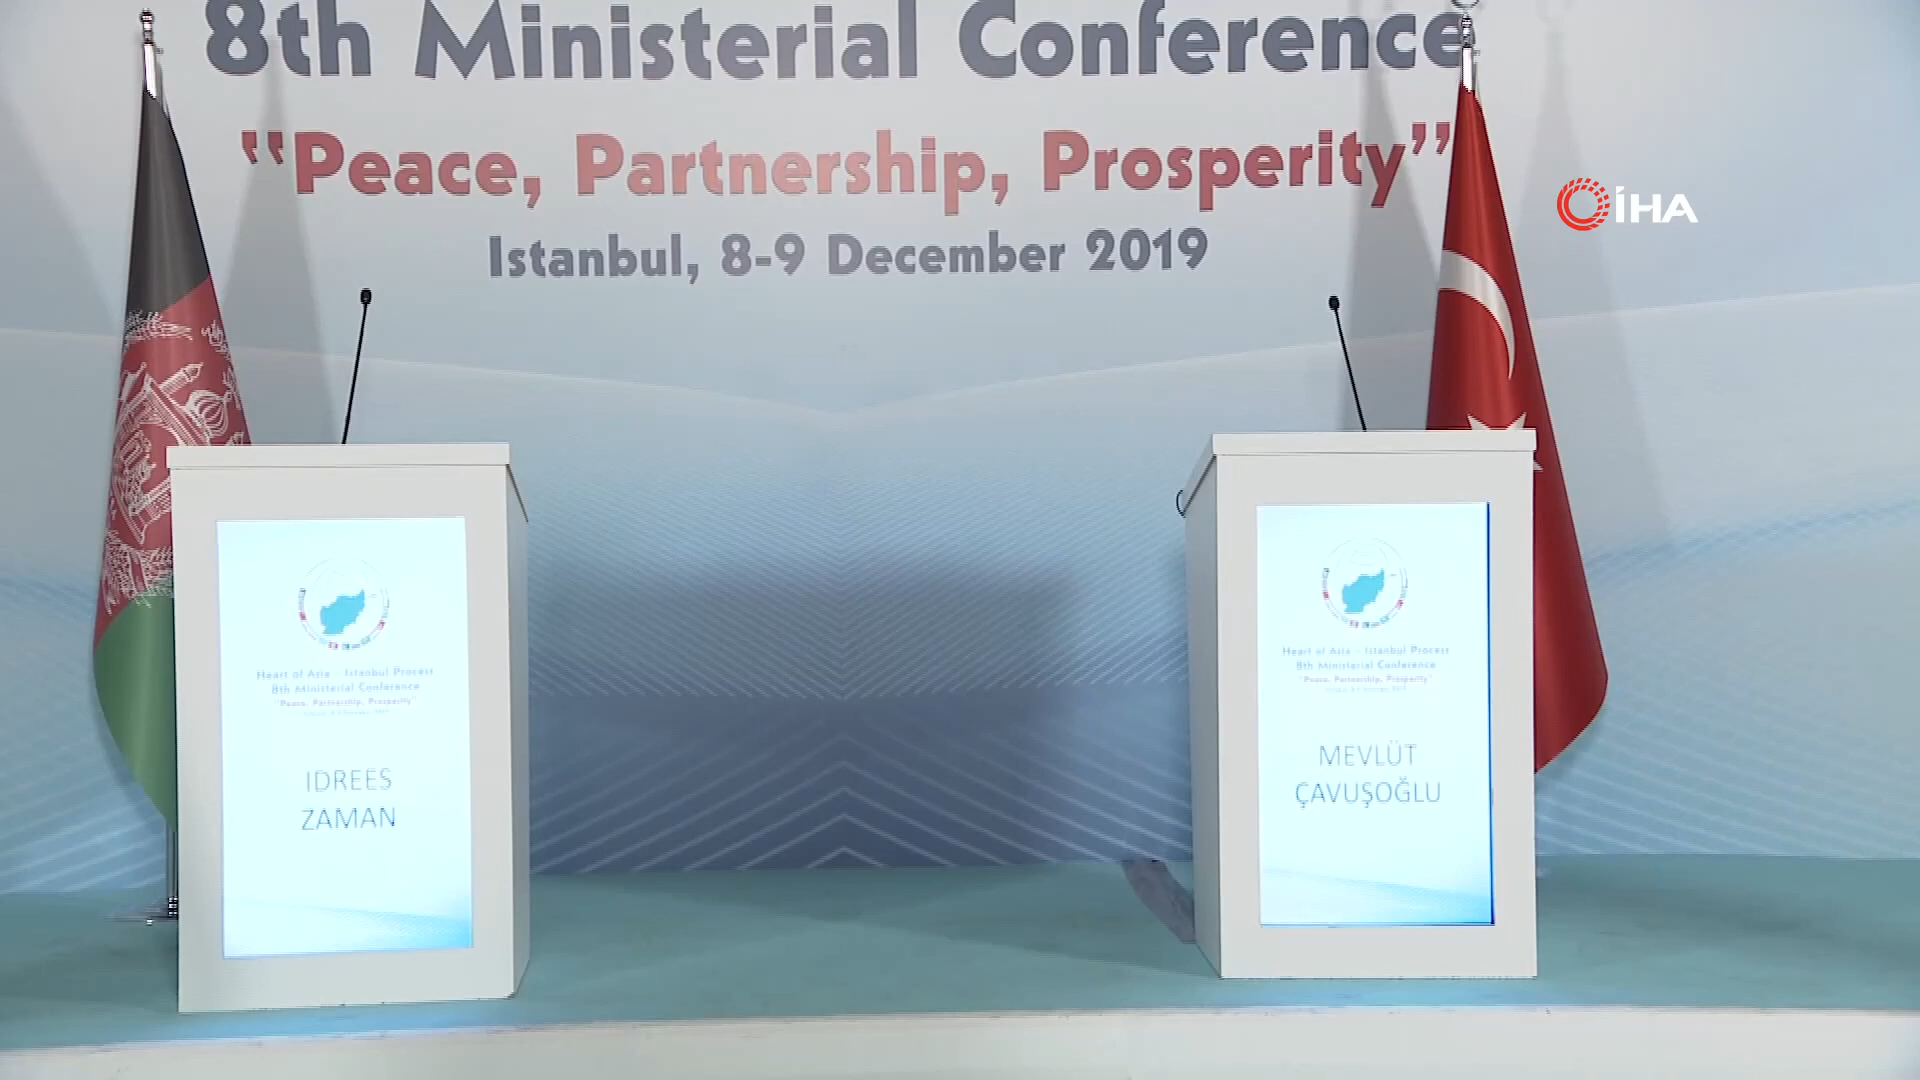 8th Ministerial Conference
"Peace, Partnership, Prosperity"
Istanbul, 8-9 December 2019
İHA
Heart of Asia - Istanbul Process
8th Ministerial Conference
"Peace, Partnership, Prosperity"
IDREES
ZAMAN
Heart of Asia - Istanbul Process
8th Ministerial Conference
"Peace, Partnership, Prosperity"
MEVLÜT
ÇAVUŞOĞLU